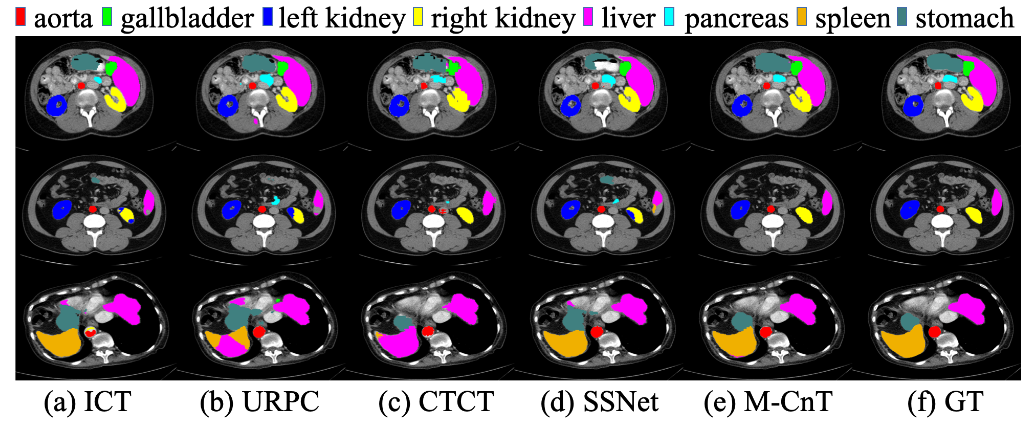 aorta gallbladder left kidney right kidney liver pancreas spleen stomach
(a) ICT (b) URPC (c) CTCT (d) SSNet (e) M-CnT (f) GT